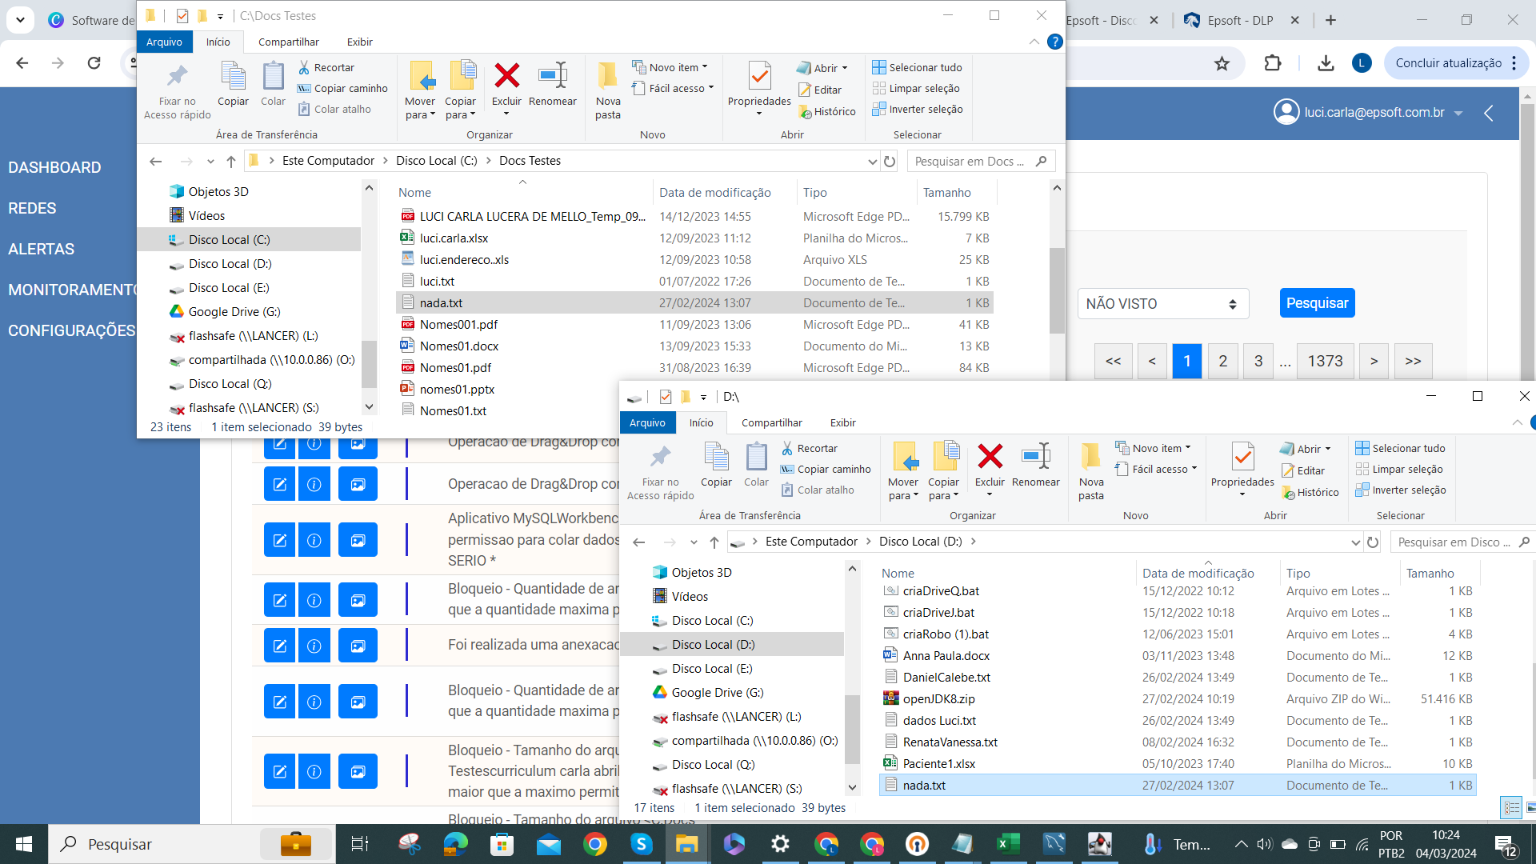 Software de
C:\Docs Testes
Epsoft - Disco
Epsoft - DLP
Concluir atualização
L
luci.carla@epsoft.com.br
DASHBOARD
REDES
ALERTAS
MONITORAMENTO
CONFIGURAÇÕES
Arquivo
Início
Compartilhar
Exibir
Fixar no Acesso rápido
Copiar
Colar
Recortar
Copiar caminho
Colar atalho
Área de Transferência
Mover para
Copiar para
Excluir
Renomear
Organizar
Nova pasta
Novo item
Fácil acesso
Novo
Propriedades
Abrir
Editar
Histórico
Abrir
Selecionar tudo
Limpar seleção
Inverter seleção
Selecionar
Este Computador > Disco Local (C:) > Docs Testes
Pesquisar em Docs ...
Objetos 3D
Vídeos
Disco Local (C:)
Disco Local (D:)
Disco Local (E:)
Google Drive (G:)
flashsafe (\\LANCER) (L:)
compartilhada (\\10.0.0.86) (O:)
Disco Local (Q:)
flashsafe (\\LANCER) (S:)
Nome Data de modificação Tipo Tamanho
LUCI CARLA LUCERA DE MELLO_Temp_09... 14/12/2023 14:55 Microsoft Edge PD... 15.799 KB
luci.carla.xlsx 12/09/2023 11:12 Planilha do Micros... 7 KB
luci.endereco..xls 12/09/2023 10:58 Arquivo XLS 25 KB
luci.txt 01/07/2022 17:26 Documento de Te... 1 KB
nada.txt 27/02/2024 13:07 Documento de Te... 1 KB
Nomes001.pdf 11/09/2023 13:06 Microsoft Edge PD... 41 KB
Nomes01.docx 13/09/2023 15:33 Documento do Mi... 13 KB
Nomes01.pdf 31/08/2023 16:39 Microsoft Edge PD... 84 KB
nomes01.pptx
Nomes01.txt
23 itens 1 item selecionado 39 bytes
NÃO VISTO
Pesquisar
<< < 1 2 3 ... 1373 > >>
Operacao de Drag&Drop con
Operacao de Drag&Drop con
Aplicativo MySQLWorkbenc
permissao para colar dados
SERIO *
Bloqueio - Quantidade de ar
que a quantidade maxima p
Foi realizada uma anexacao
Bloqueio - Quantidade de ar
que a quantidade maxima p
Bloqueio - Tamanho do arqu
Testescurriculum carla abril
maior que a maximo permit
Bloqueio - Tamanho do arquivo <C:Docs
D:\
Arquivo
Início
Compartilhar
Exibir
Fixar no Acesso rápido
Copiar
Colar
Recortar
Copiar caminho
Colar atalho
Área de Transferência
Mover para
Copiar para
Excluir
Renomear
Organizar
Nova pasta
Novo item
Fácil acesso
Novo
Propriedades
Abrir
Editar
Histórico
Abrir
Selecionar tudo
Limpar seleção
Inverter seleção
Selecionar
Este Computador > Disco Local (D:) >
Pesquisar em Disco ...
Objetos 3D
Vídeos
Disco Local (C:)
Disco Local (D:)
Disco Local (E:)
Google Drive (G:)
flashsafe (\\LANCER) (L:)
compartilhada (\\10.0.0.86) (O:)
Disco Local (Q:)
flashsafe (\\LANCER) (S:)
Nome Data de modificação Tipo Tamanho
criaDriveQ.bat 15/12/2022 10:12 Arquivo em Lotes ... 1 KB
criaDriveJ.bat 15/12/2022 10:18 Arquivo em Lotes ... 1 KB
criaRobo (1).bat 12/06/2023 15:01 Arquivo em Lotes ... 4 KB
Anna Paula.docx 03/11/2023 13:48 Documento do Mi... 12 KB
DanielCalebe.txt 26/02/2024 13:49 Documento de Te... 1 KB
openJDK8.zip 27/02/2024 10:19 Arquivo ZIP do Wi... 51.416 KB
dados Luci.txt 26/02/2024 13:49 Documento de Te... 1 KB
RenataVanessa.txt 08/02/2024 16:32 Documento de Te... 1 KB
Paciente1.xlsx 05/10/2023 17:40 Planilha do Micros... 10 KB
nada.txt 27/02/2024 13:07 Documento de Te... 1 KB
17 itens 1 item selecionado 39 bytes
Pesquisar
Tem...
POR
PTB2
10:24
04/03/2024
12